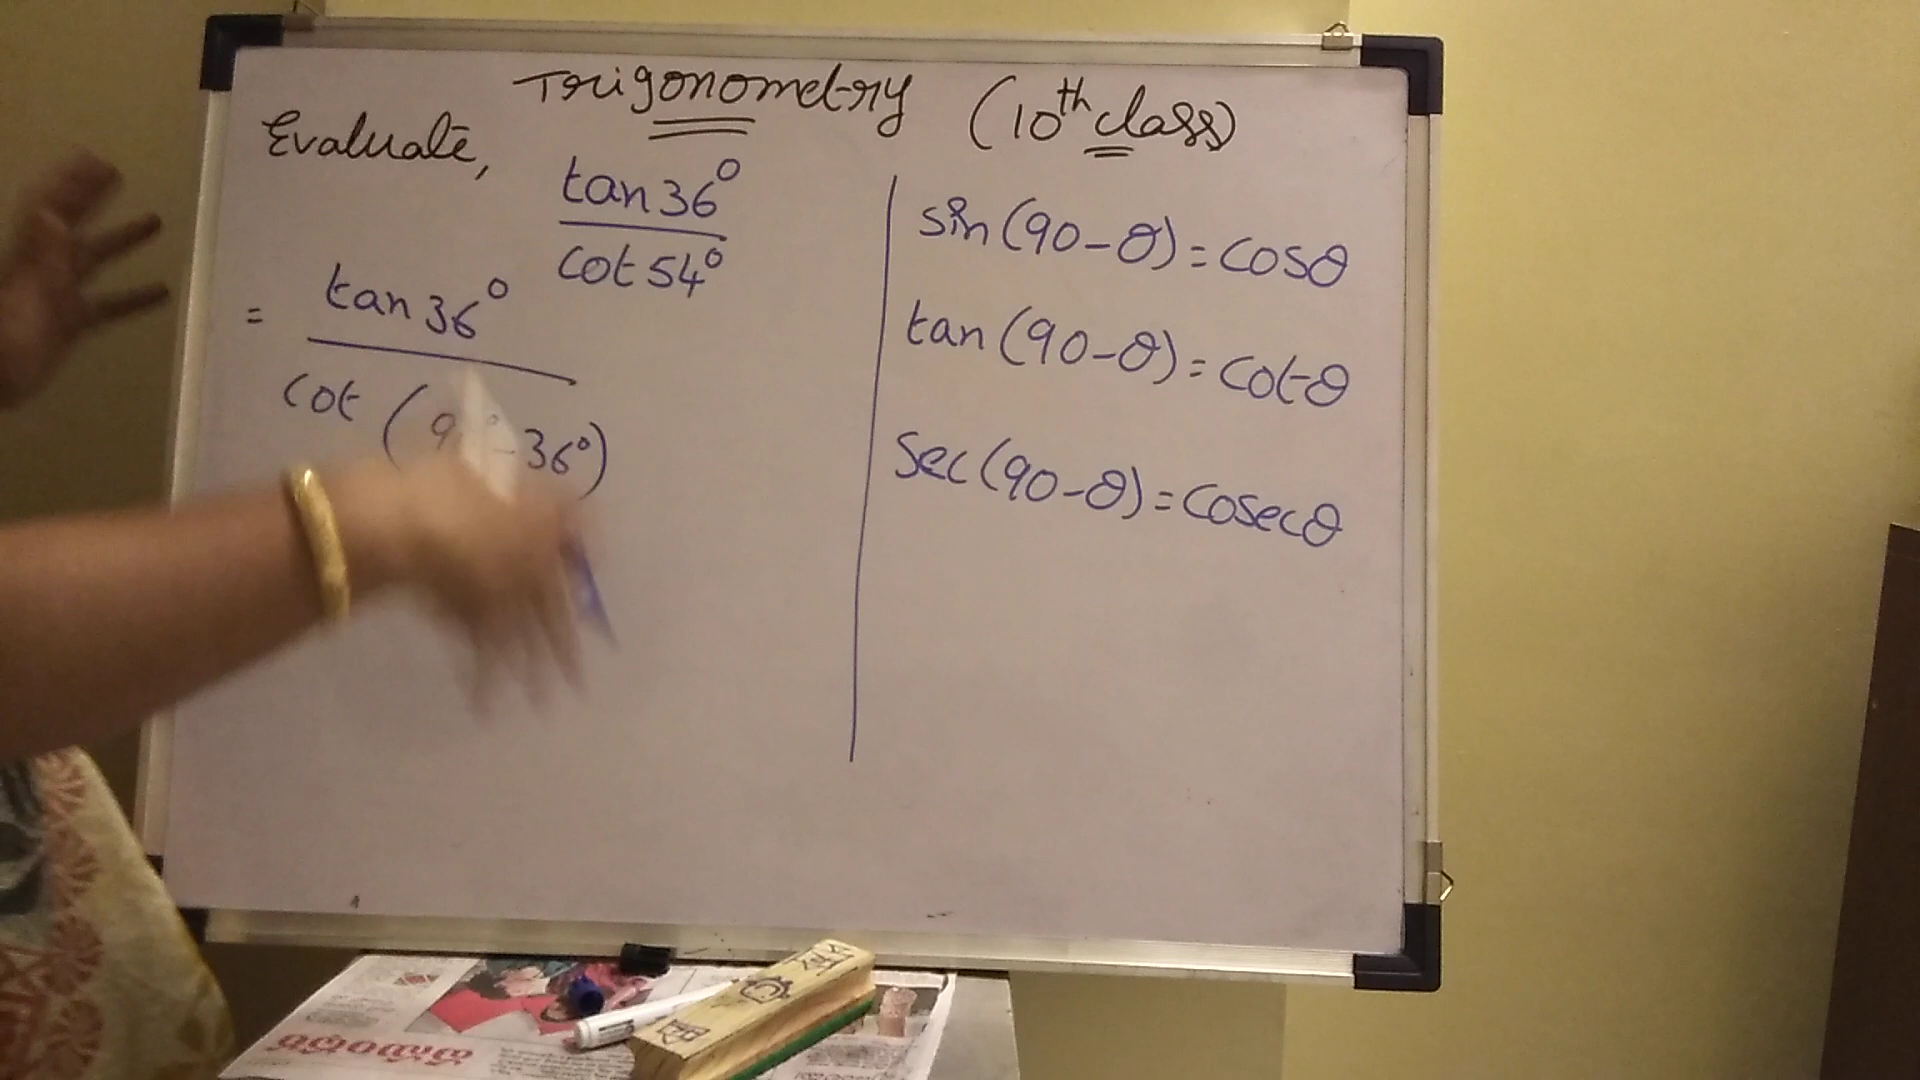 Trigonometry (10th class)
Evaluate,
tan 36°
cot 54°
= tan 36°
cot (9 ° - 36°)
sin (90 - θ) = cosθ
tan (90 - θ) = cotθ
sec (90 - θ) = cosecθ